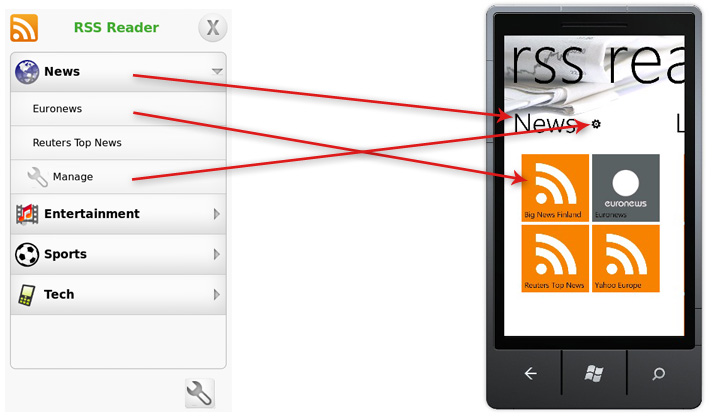 RSS Reader
X
News
Euronews
Reuters Top News
Manage
Entertainment
Sports
Tech
rss rea
News
L
Big News Finland
euronews
Euronews
Reuters Top News
Yahoo Europe